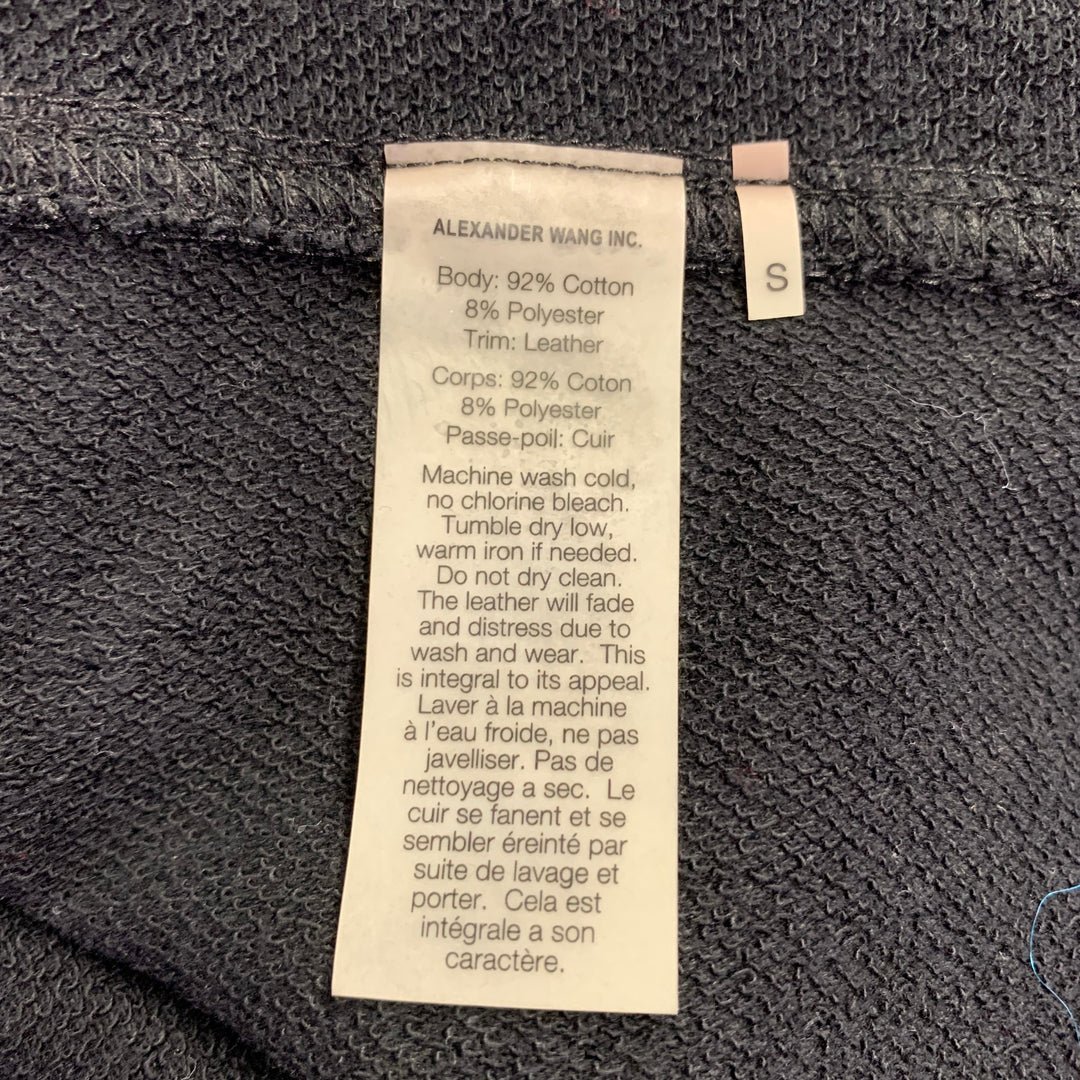 ALEXANDER WANG INC.
Body: 92% Cotton
8% Polyester
Trim: Leather
Corps: 92% Coton
8% Polyester
Passe-poil: Cuir
Machine wash cold,
no chlorine bleach.
Tumble dry low,
warm iron if needed.
Do not dry clean.
The leather will fade
and distress due to
wash and wear. This
is integral to its appeal.
Laver à la machine
à l'eau froide, ne pas
javelliser. Pas de
nettoyage a sec. Le
cuir se fanent et se
sembler éreinté par
suite de lavage et
porter. Cela est
intégrale a son
caractère.
S